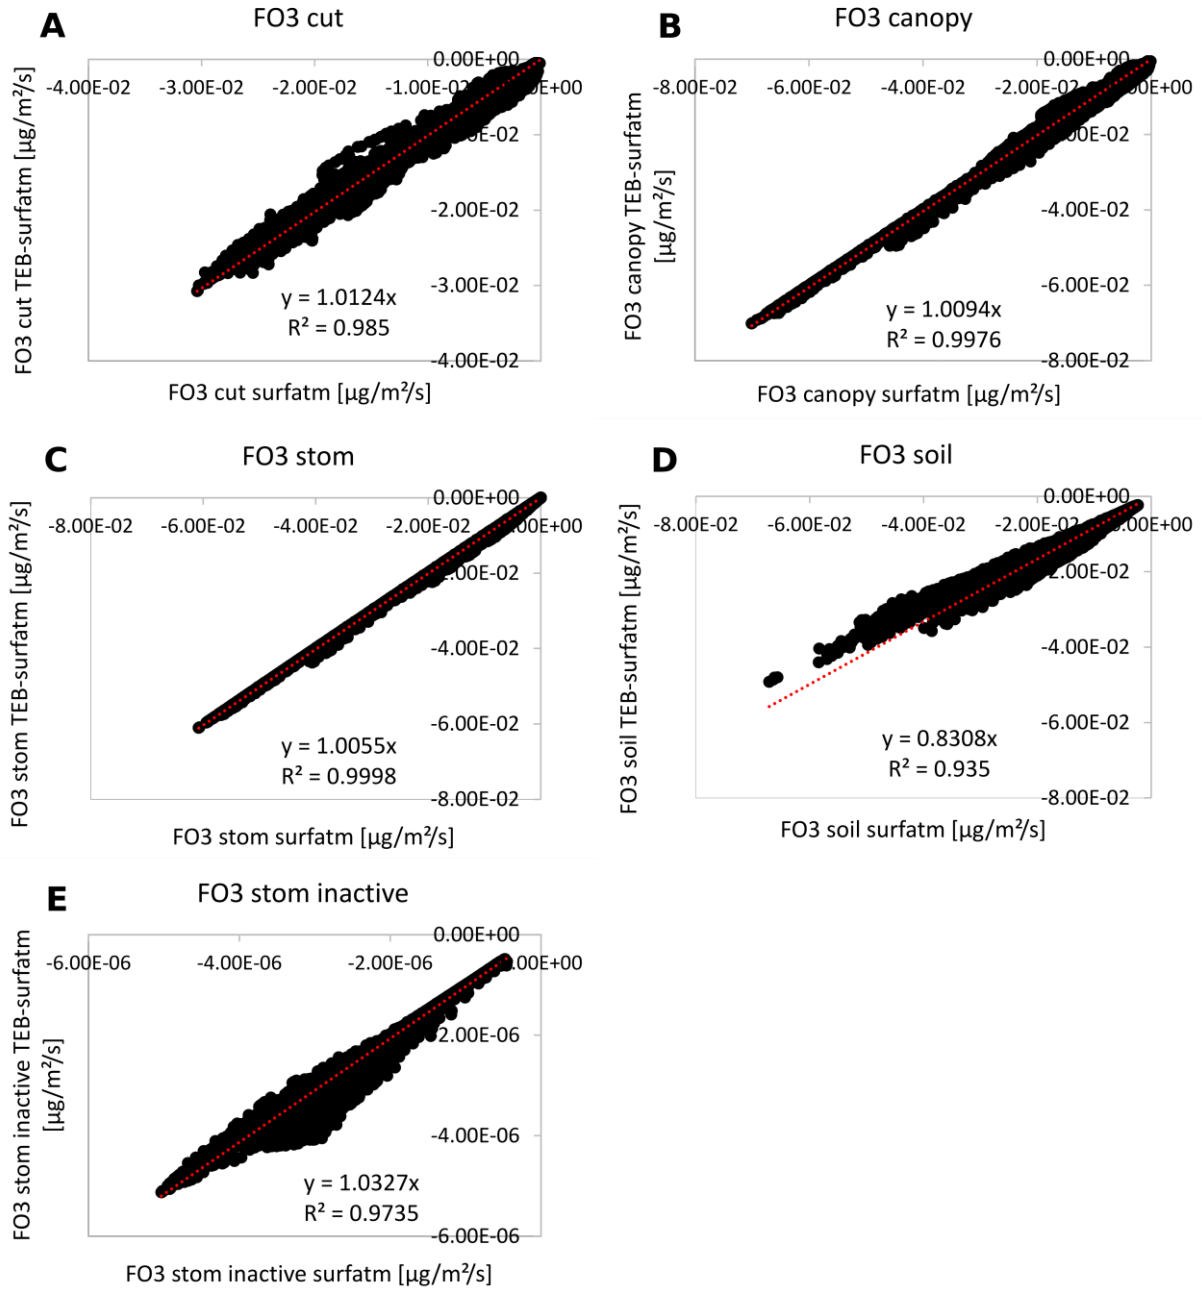 A
FO3 cut
0.00E+00
-4.00E-02 -3.00E-02 -2.00E-02 -1.00E-02 0.00E+00
-2.00E-02
-3.00E-02
-4.00E-02
y = 1.0124x
R² = 0.985
FO3 cut TEB-surfatm [µg/m²/s]
FO3 cut surfatm [µg/m²/s]
B
FO3 canopy
0.00E+00
-8.00E-02 -6.00E-02 -4.00E-02 -2.00E-02
-4.00E-02
-6.00E-02
-8.00E-02
y = 1.0094x
R² = 0.9976
FO3 canopy TEB-surfatm
[µg/m²/s]
FO3 canopy surfatm [µg/m²/s]
C
FO3 stom
0.00E+00
-8.00E-02 -6.00E-02 -4.00E-02 -2.00E-02
-4.00E-02
-6.00E-02
-8.00E-02
y = 1.0055x
R² = 0.9998
FO3 stom TEB-surfatm [µg/m²/s]
FO3 stom surfatm [µg/m²/s]
D
FO3 soil
0.00E+00
-8.00E-02 -6.00E-02 -4.00E-02 -2.00E-02
-4.00E-02
-6.00E-02
-8.00E-02
y = 0.8308x
R² = 0.935
FO3 soil TEB-surfatm [µg/m²/s]
FO3 soil surfatm [µg/m²/s]
E
FO3 stom inactive
0.00E+00
-6.00E-06 -4.00E-06 -2.00E-06
-4.00E-06
-6.00E-06
y = 1.0327x
R² = 0.9735
FO3 stom inactive TEB-surfatm
[µg/m²/s]
FO3 stom inactive surfatm [µg/m²/s]